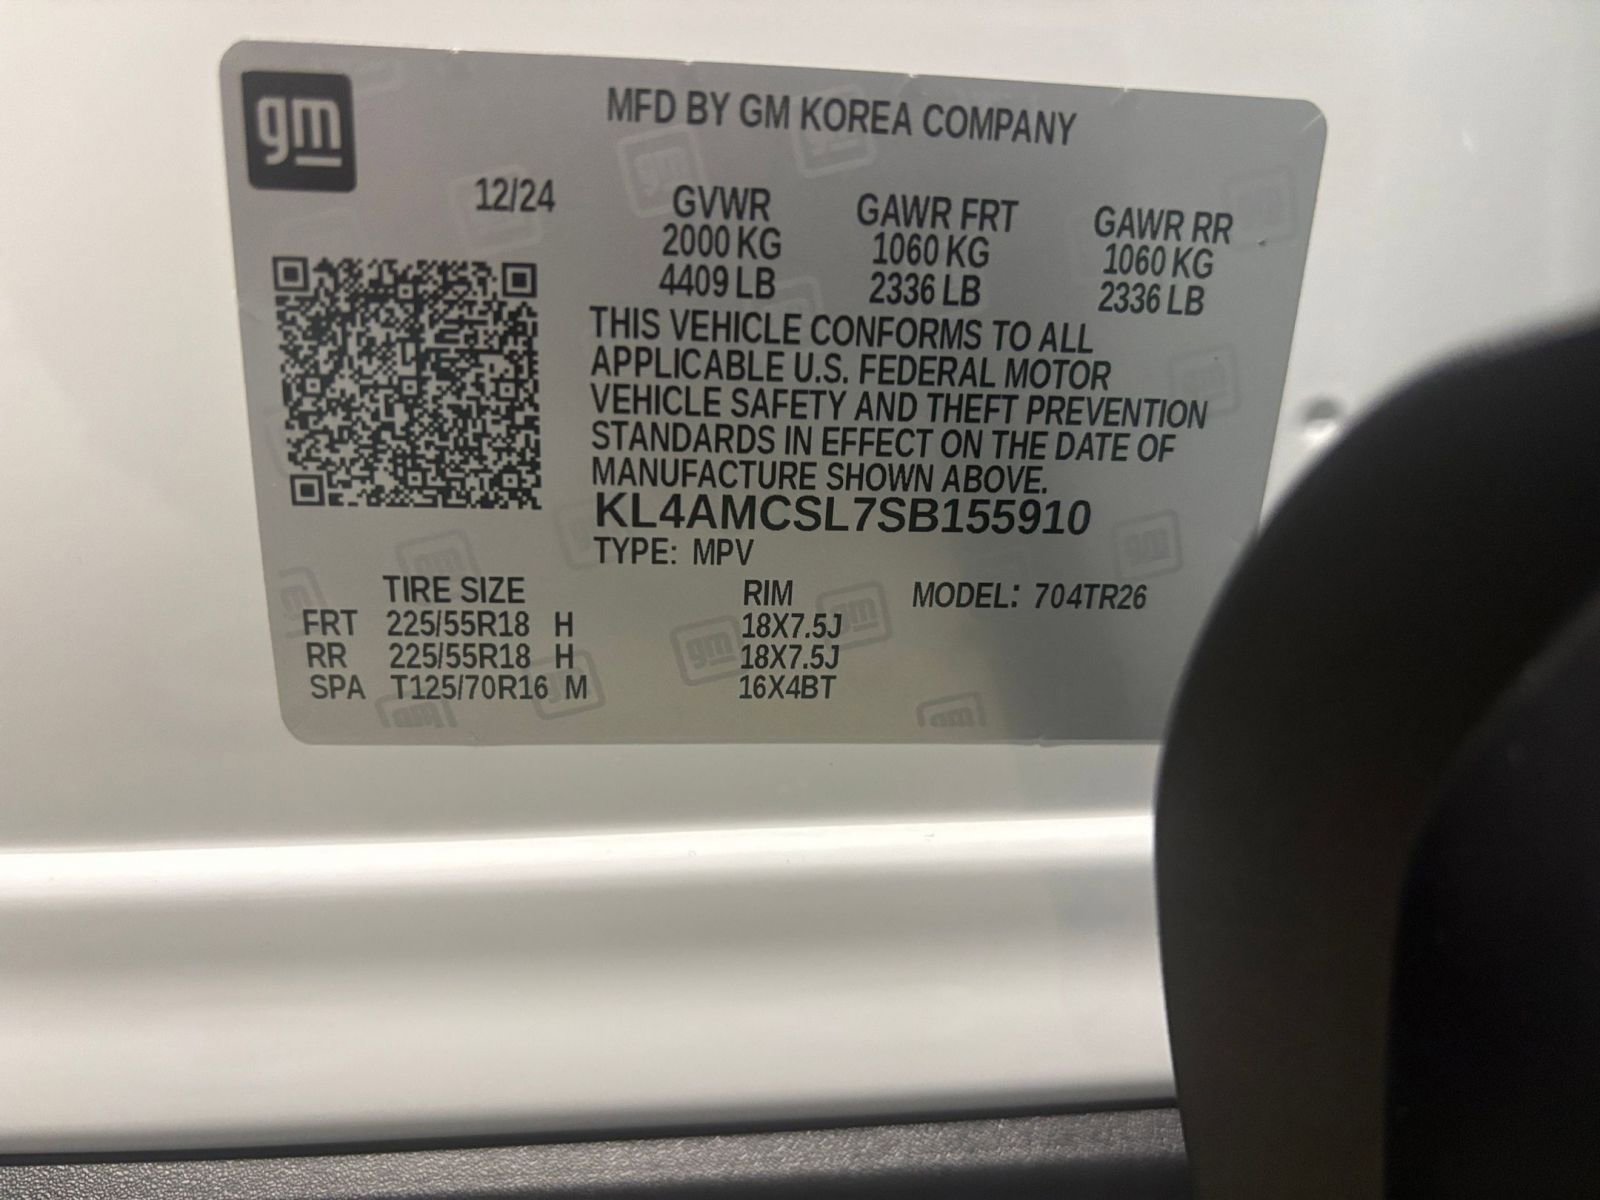 gm
MFD BY GM KOREA COMPANY
12/24
GVWR GAWR FRT GAWR RR
2000 KG 1060 KG 1060 KG
4409 LB 2336 LB 2336 LB
THIS VEHICLE CONFORMS TO ALL
APPLICABLE U.S. FEDERAL MOTOR
VEHICLE SAFETY AND THEFT PREVENTION
STANDARDS IN EFFECT ON THE DATE OF
MANUFACTURE SHOWN ABOVE.
KL4AMCSL7SB155910
TYPE: MPV
TIRE SIZE RIM MODEL: 704TR26
FRT 225/55R18 H 18X7.5J
RR 225/55R18 H 18X7.5J
SPA T125/70R16 M 16X4BT